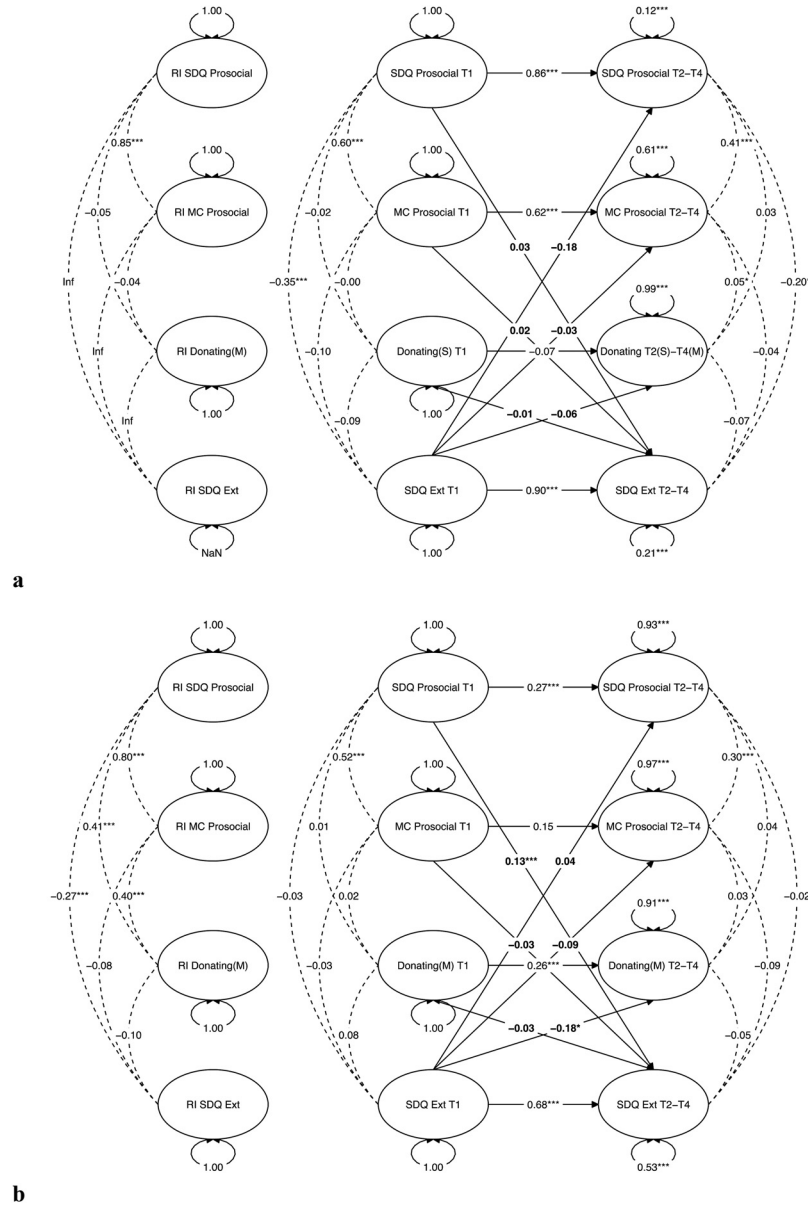 1.00 1.00 0.12***
RI SDQ Prosocial SDQ Prosocial T1 0.86*** SDQ Prosocial T2−T4
0.85*** 1.00 0.60*** 1.00 0.61*** 0.41***
−0.05 RI MC Prosocial −0.02 MC Prosocial T1 0.62*** MC Prosocial T2−T4 0.03
0.03 −0.18
Inf −0.04 −0.35*** −0.00 0.99*** 0.05* −0.20*
0.02 −0.03
Inf RI Donating(M) −0.10 Donating(S) T1 −0.07 Donating T2(S)−T4(M) −0.04
Inf 1.00 −0.09 1.00 −0.01 −0.06 −0.07
RI SDQ Ext SDQ Ext T1 0.90*** SDQ Ext T2−T4
NaN 1.00 0.21***
a
1.00 1.00 0.93***
RI SDQ Prosocial SDQ Prosocial T1 0.27*** SDQ Prosocial T2−T4
0.80*** 1.00 0.52*** 1.00 0.97*** 0.30***
0.41*** RI MC Prosocial 0.01 MC Prosocial T1 0.15 MC Prosocial T2−T4 0.04
0.13*** 0.04
−0.27*** 0.40*** −0.03 0.02 0.91*** 0.03 −0.02
−0.03 −0.09
−0.08 RI Donating(M) −0.03 Donating(M) T1 0.26*** Donating(M) T2−T4 −0.09
−0.10 1.00 0.08 1.00 −0.03 −0.18* −0.05
RI SDQ Ext SDQ Ext T1 0.68*** SDQ Ext T2−T4
1.00 1.00 0.53***
b